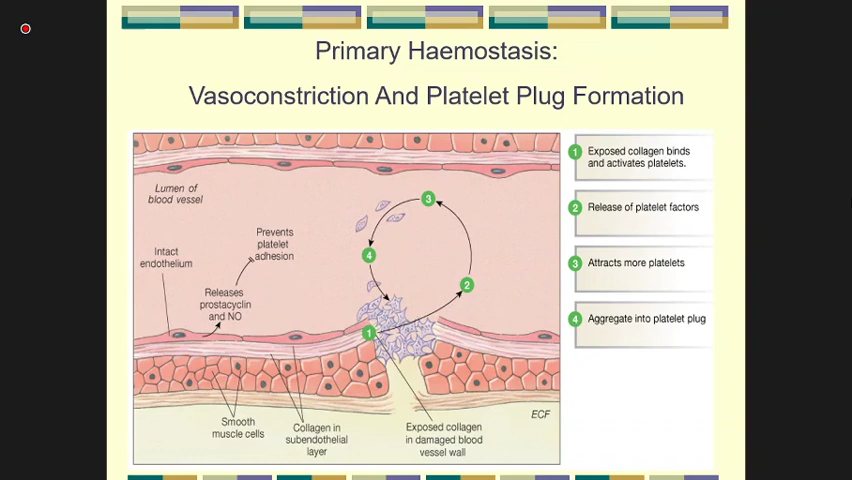 Primary Haemostasis:
Vasoconstriction And Platelet Plug Formation
Lumen of
blood vessel
Prevents
platelet
adhesion
Intact
endothelium
Releases
prostacyclin
and NO
3
4
2
1
Smooth
muscle cells
Collagen in
subendothelial
layer
Exposed collagen
in damaged blood
vessel wall
ECF
1 Exposed collagen binds
and activates platelets.
2 Release of platelet factors
3 Attracts more platelets
4 Aggregate into platelet plug